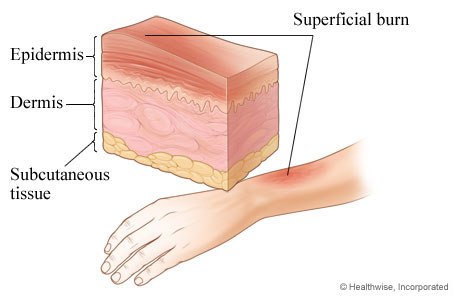 Superficial burn
Epidermis
Dermis
Subcutaneous
tissue
© Healthwise, Incorporated